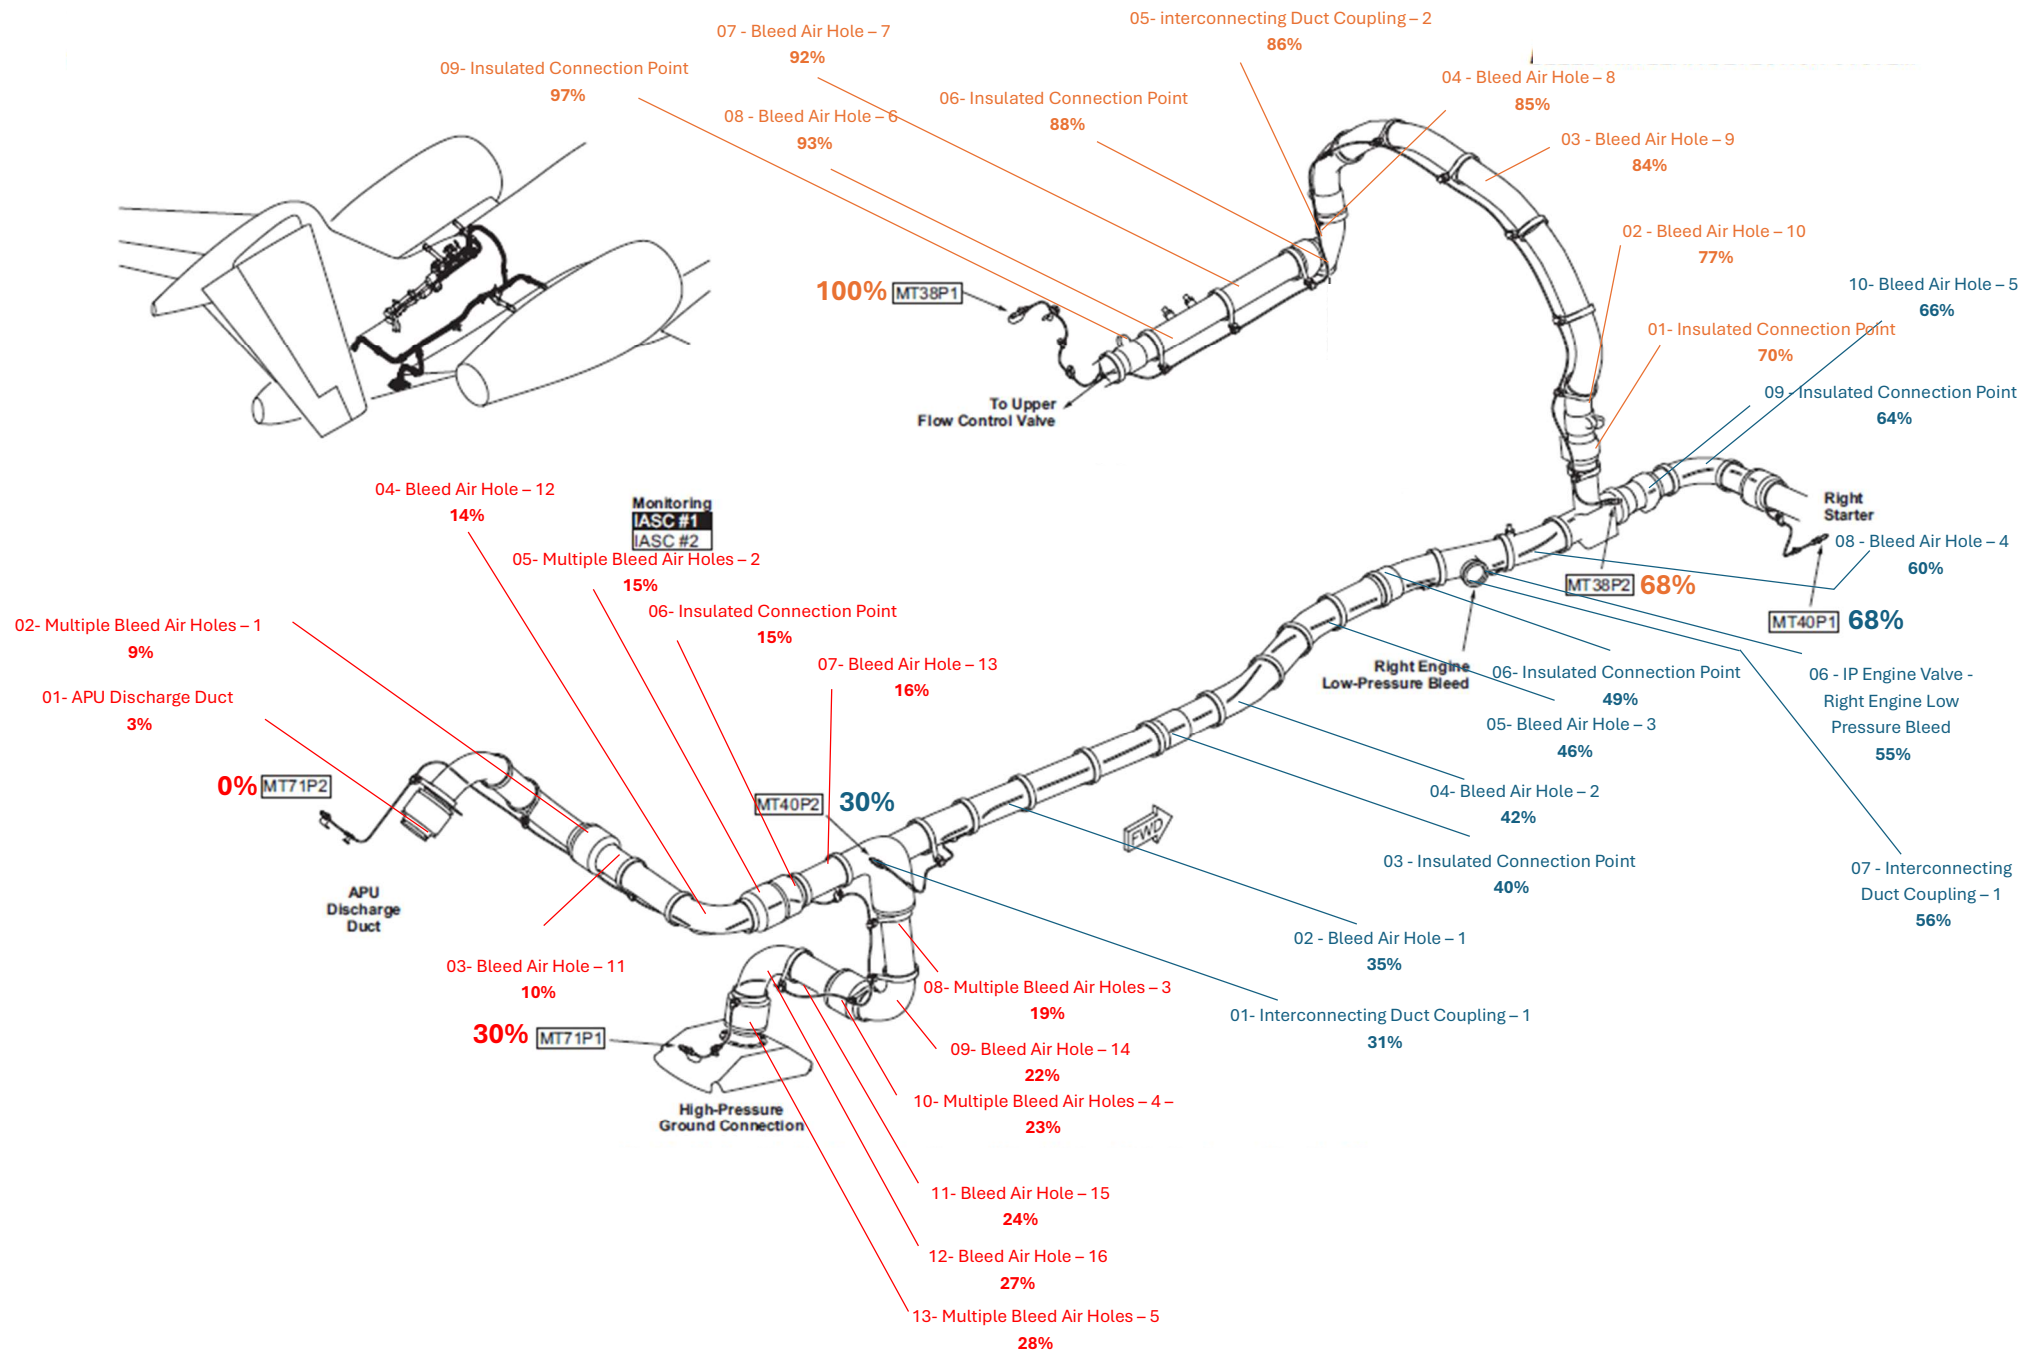 05- interconnecting Duct Coupling – 2
86%
07 - Bleed Air Hole – 7
92%
09- Insulated Connection Point
97%
04 - Bleed Air Hole – 8
85%
06- Insulated Connection Point
88%
08 - Bleed Air Hole – 6
93%
03 - Bleed Air Hole – 9
84%
02 - Bleed Air Hole – 10
77%
100% MT38P1
10- Bleed Air Hole – 5
66%
01- Insulated Connection Point
70%
To Upper
Flow Control Valve
09 - Insulated Connection Point
64%
04- Bleed Air Hole – 12
14%
Monitoring
IASC #1
IASC #2
Right
Starter
05- Multiple Bleed Air Holes – 2
15%
08 - Bleed Air Hole – 4
60%
MT38P2 68%
06- Insulated Connection Point
15%
MT40P1 68%
02- Multiple Bleed Air Holes – 1
9%
07- Bleed Air Hole – 13
16%
Right Engine
Low-Pressure Bleed
06- Insulated Connection Point
49%
06 - IP Engine Valve -
Right Engine Low
Pressure Bleed
55%
01- APU Discharge Duct
3%
05- Bleed Air Hole – 3
46%
0% MT71P2
MT40P2 30%
04- Bleed Air Hole – 2
42%
FWD
03 - Insulated Connection Point
40%
07 - Interconnecting
Duct Coupling – 1
56%
APU
Discharge
Duct
02 - Bleed Air Hole – 1
35%
03- Bleed Air Hole – 11
10%
08- Multiple Bleed Air Holes – 3
19%
01- Interconnecting Duct Coupling – 1
31%
30% MT71P1
09- Bleed Air Hole – 14
22%
High-Pressure
Ground Connection
10- Multiple Bleed Air Holes – 4 –
23%
11- Bleed Air Hole – 15
24%
12- Bleed Air Hole – 16
27%
13- Multiple Bleed Air Holes – 5
28%